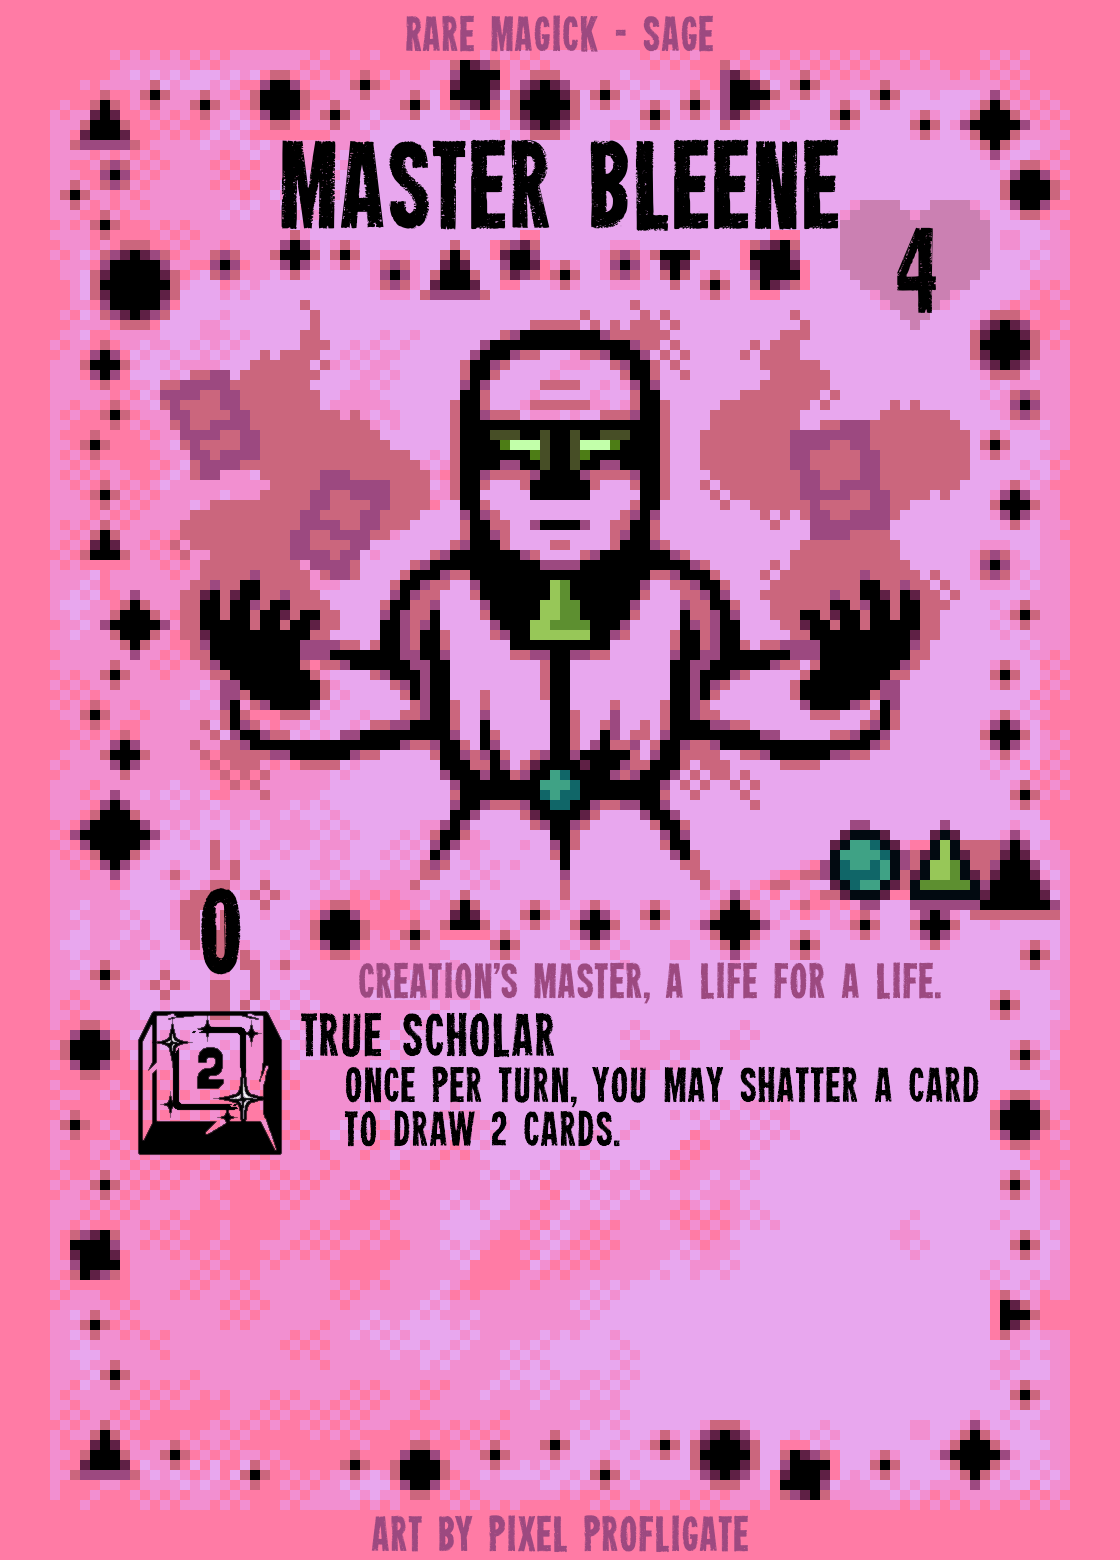 RARE MAGICK - SAGE
MASTER BLEENE
4
0
CREATION'S MASTER, A LIFE FOR A LIFE.
TRUE SCHOLAR
2
ONCE PER TURN, YOU MAY SHATTER A CARD
TO DRAW 2 CARDS.
ART BY PIXEL PROFLIGATE